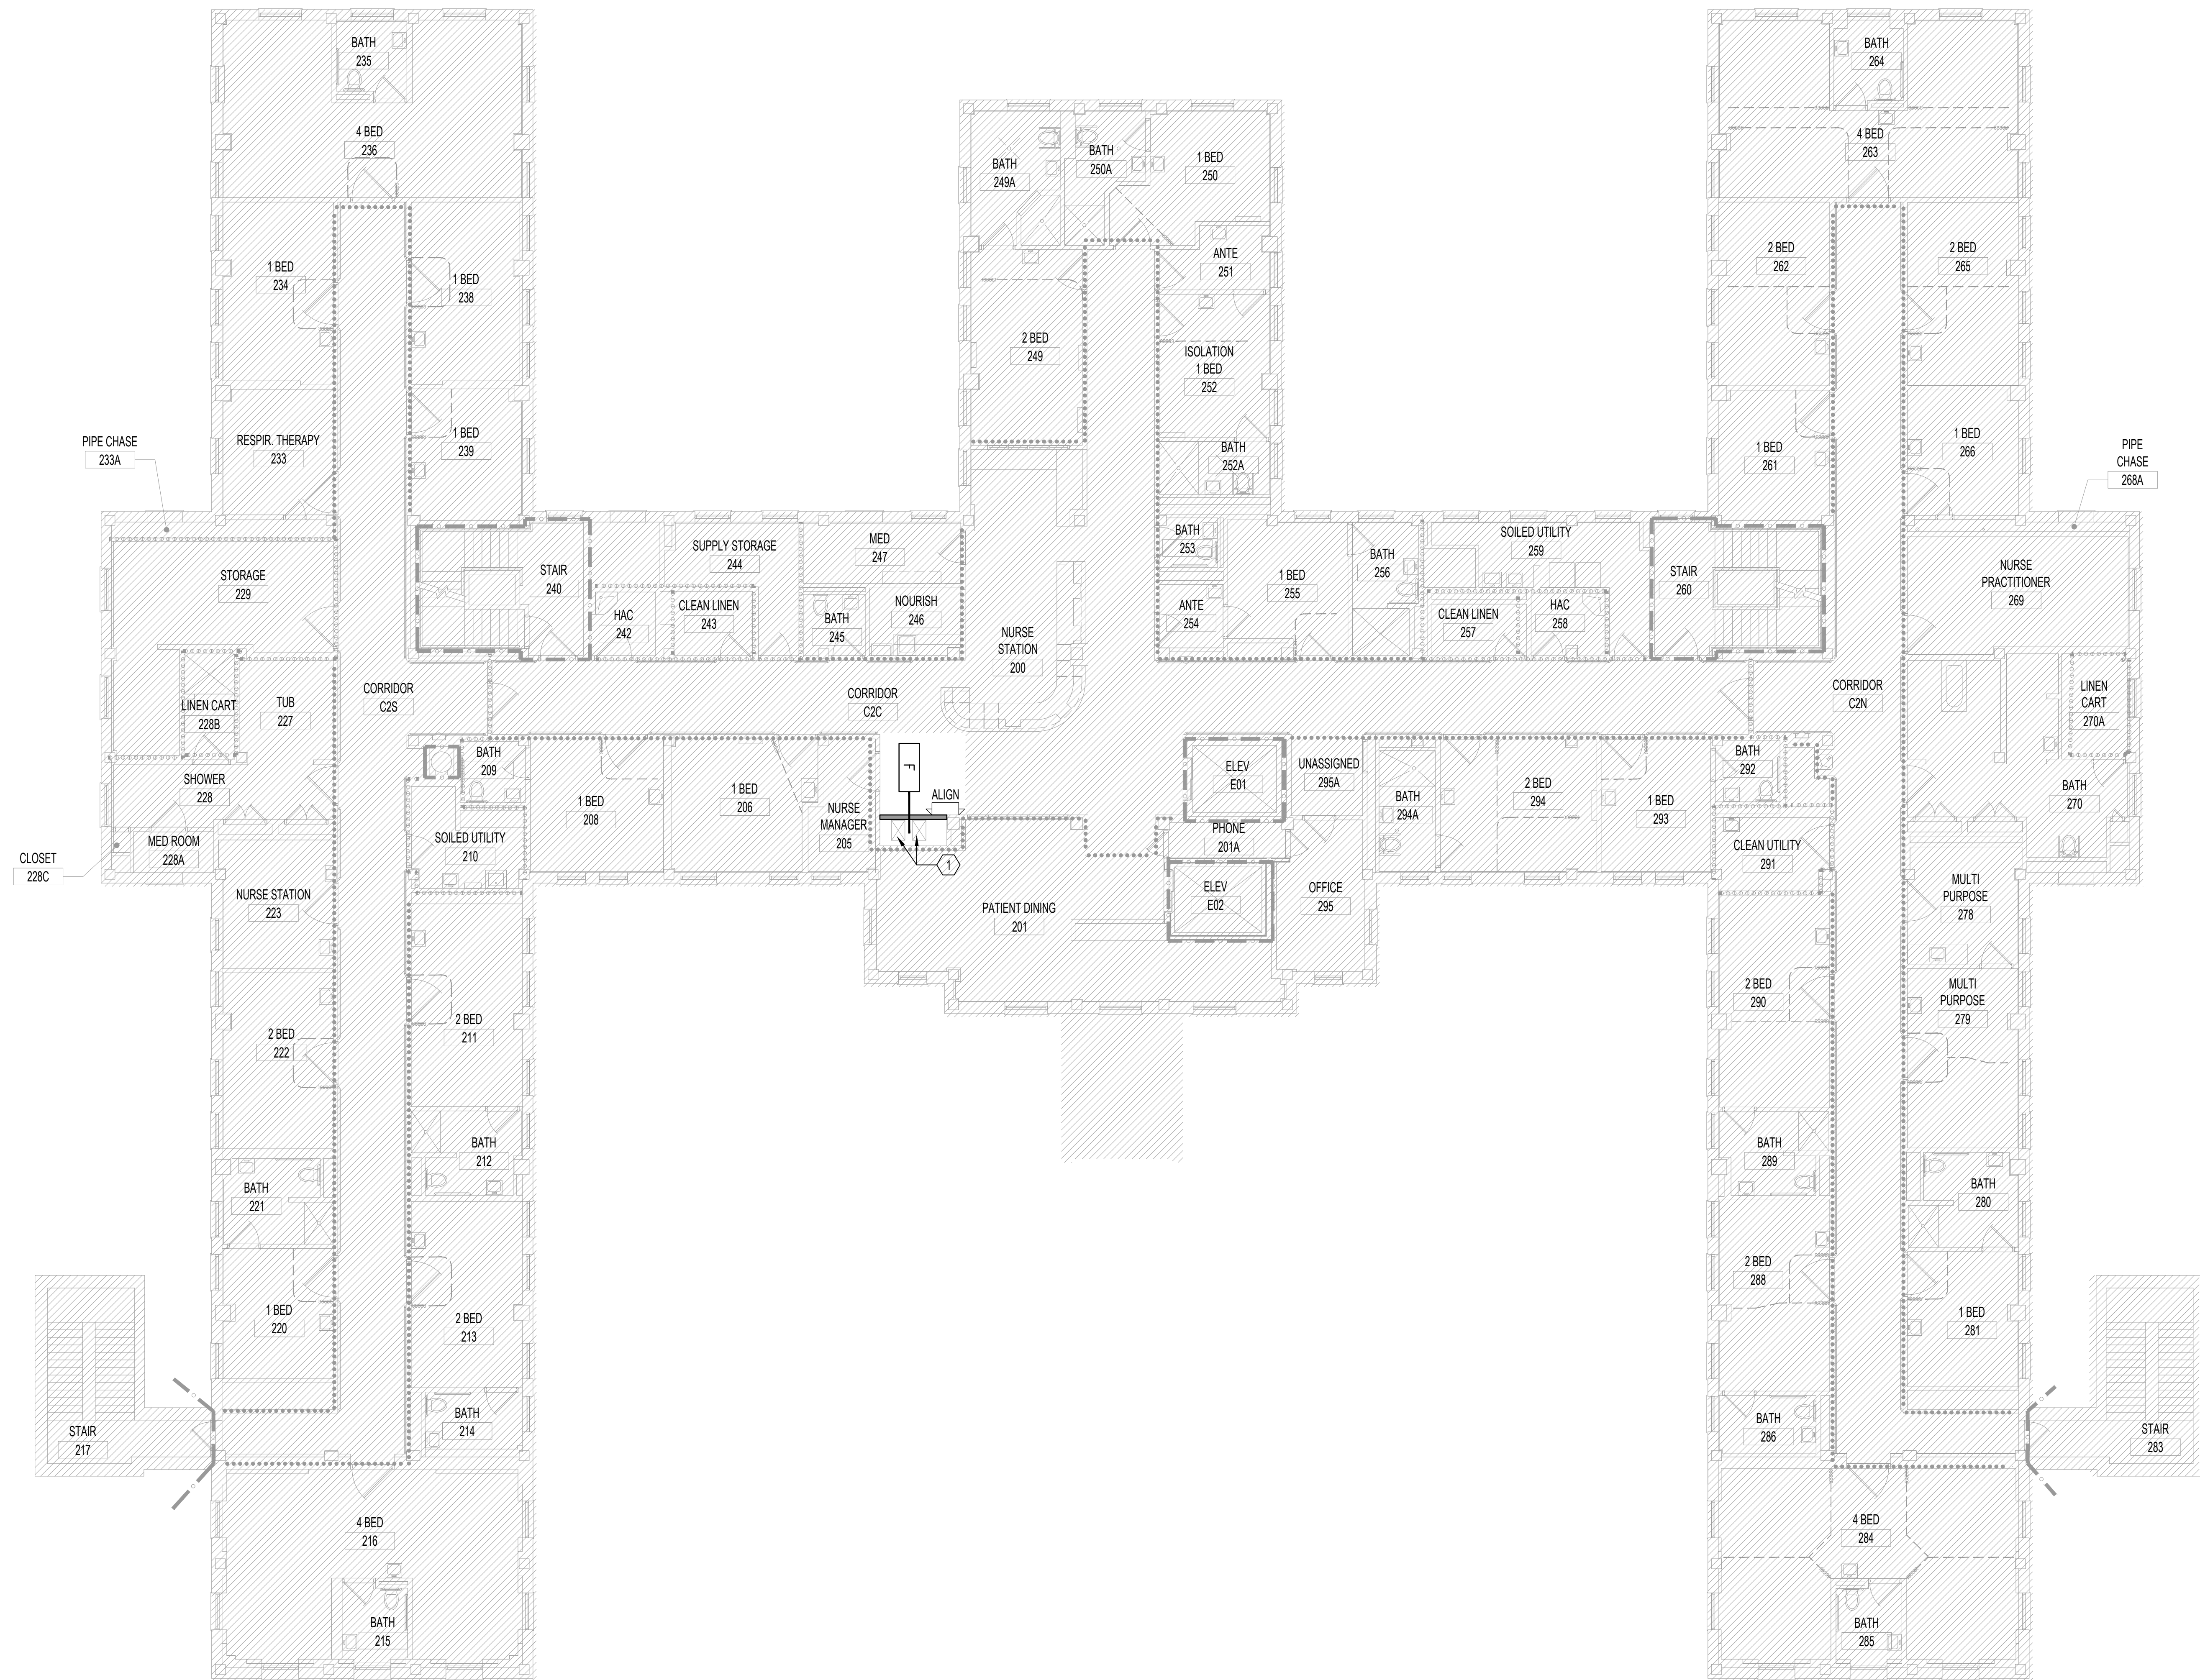 BATH
235
4 BED
236
1 BED
234
1 BED
238
RESPIR. THERAPY
233
1 BED
239
PIPE CHASE
233A
STORAGE
229
STAIR
240
LINEN CART
228B
TUB
227
CORRIDOR
C2S
SHOWER
228
MED ROOM
228A
CLOSET
228C
NURSE STATION
223
BATH
209
SOILED UTILITY
210
2 BED
222
2 BED
211
BATH
212
BATH
221
1 BED
220
2 BED
213
BATH
214
STAIR
217
4 BED
216
BATH
215
HAC
242
SUPPLY STORAGE
244
CLEAN LINEN
243
MED
247
BATH
245
NOURISH
246
1 BED
208
1 BED
206
NURSE
MANAGER
205
F
ALIGN
1
CORRIDOR
C2C
NURSE
STATION
200
BATH
249A
BATH
250A
1 BED
250
ANTE
251
2 BED
249
ISOLATION
1 BED
252
BATH
252A
BATH
253
ANTE
254
1 BED
255
BATH
256
SOILED UTILITY
259
CLEAN LINEN
257
HAC
258
STAIR
260
ELEV
E01
UNASSIGNED
295A
PHONE
201A
ELEV
E02
OFFICE
295
PATIENT DINING
201
BATH
294A
2 BED
294
1 BED
293
BATH
292
CLEAN UTILITY
291
BATH
264
4 BED
263
2 BED
262
2 BED
265
1 BED
261
1 BED
266
PIPE
CHASE
268A
NURSE
PRACTITIONER
269
CORRIDOR
C2N
LINEN
CART
270A
BATH
270
MULTI
PURPOSE
278
MULTI
PURPOSE
279
2 BED
290
BATH
289
BATH
280
2 BED
288
1 BED
281
BATH
286
STAIR
283
4 BED
284
BATH
285